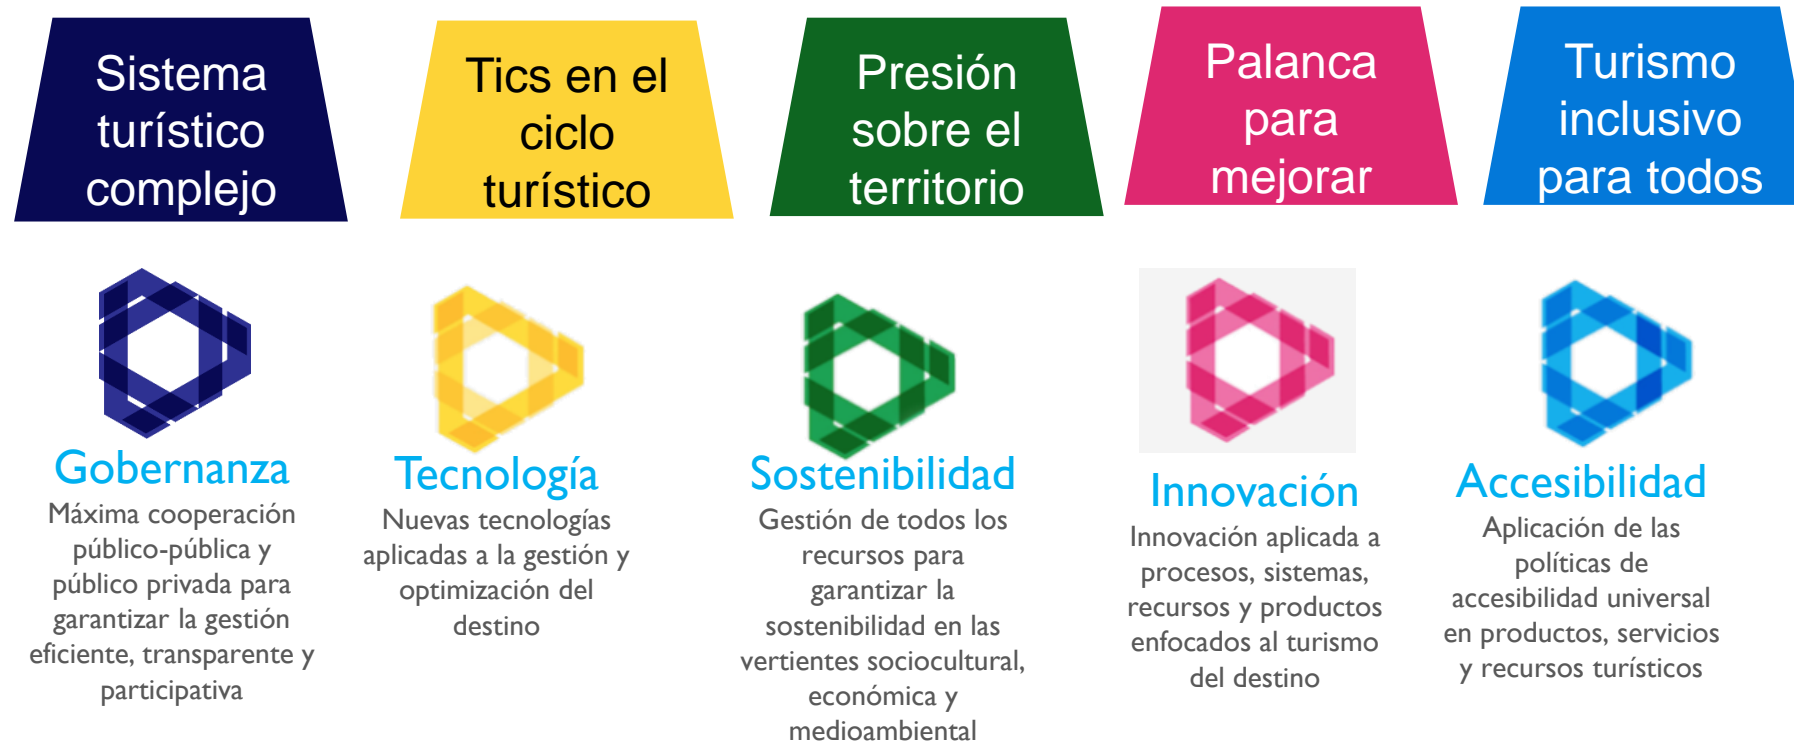 Sistema
turístico
complejo
Tics en el
ciclo
turístico
Presión
sobre el
territorio
Palanca
para
mejorar
Turismo
inclusivo
para todos
Gobernanza
Máxima cooperación
público-pública y
público privada para
garantizar la gestión
eficiente, transparente y
participativa
Tecnología
Nuevas tecnologías
aplicadas a la gestión y
optimización del
destino
Sostenibilidad
Gestión de todos los
recursos para
garantizar la
sostenibilidad en las
vertientes sociocultural,
económica y
medioambiental
Innovación
Innovación aplicada a
procesos, sistemas,
recursos y productos
enfocados al turismo
del destino
Accesibilidad
Aplicación de las
políticas de
accesibilidad universal
en productos, servicios
y recursos turísticos